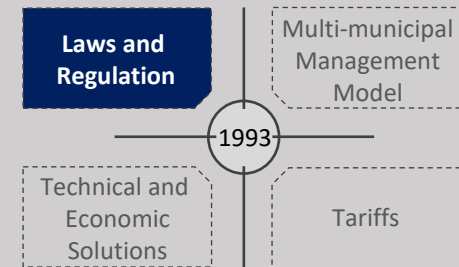 Laws and
Regulation
Multi-municipal
Management
Model
1993
Technical and
Economic
Solutions
Tariffs